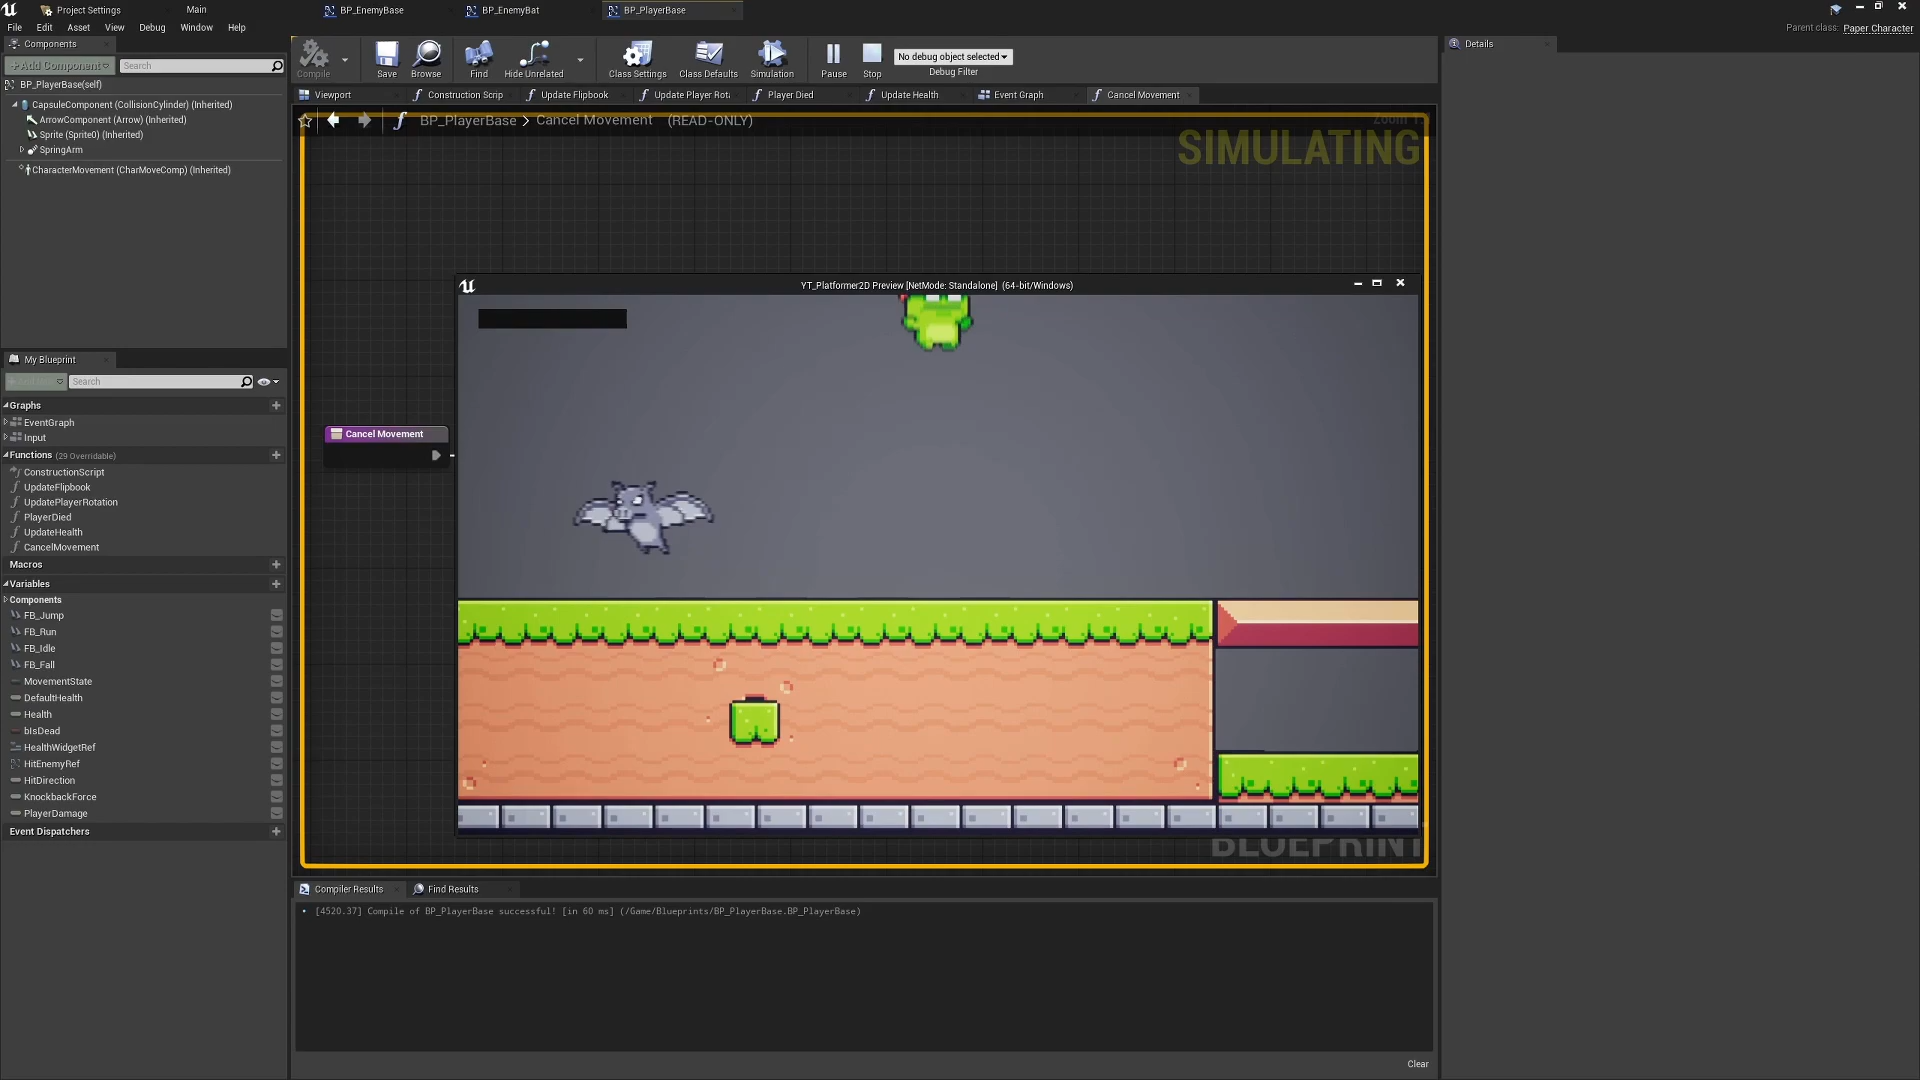 Project Settings
Main
BP_EnemyBase
BP_EnemyBat
BP_PlayerBase
File Edit Asset View Debug Window Help
Parent class: Paper Character
Components
+Add Component
Search
BP_PlayerBase(self)
CapsuleComponent (CollisionCylinder) (Inherited)
ArrowComponent (Arrow) (Inherited)
Sprite (Sprite0) (Inherited)
SpringArm
CharacterMovement (CharMoveComp) (Inherited)
Compile
Save
Browse
Find
Hide Unrelated
Class Settings
Class Defaults
Simulation
Pause
Stop
No debug object selected
Debug Filter
Details
Viewport
Construction Scrip
Update Flipbook
Update Player Rot
Player Died
Update Health
Event Graph
Cancel Movement
BP_PlayerBase > Cancel Movement (READ-ONLY)
SIMULATING
YT_Platformer2D Preview [NetMode: Standalone] (64-bit/Windows)
Cancel Movement
BLUEPRINT
My Blueprint
Search
Graphs
EventGraph
Input
Functions (29 Overridable)
ConstructionScript
UpdateFlipbook
UpdatePlayerRotation
PlayerDied
UpdateHealth
CancelMovement
Macros
Variables
Components
FB_Jump
FB_Run
FB_Idle
FB_Fall
MovementState
DefaultHealth
Health
bIsDead
HealthWidgetRef
HitEnemyRef
HitDirection
KnockbackForce
PlayerDamage
Event Dispatchers
Compiler Results
Find Results
[4520.37] Compile of BP_PlayerBase successful! [in 60 ms] (/Game/Blueprints/BP_PlayerBase.BP_PlayerBase)
Clear